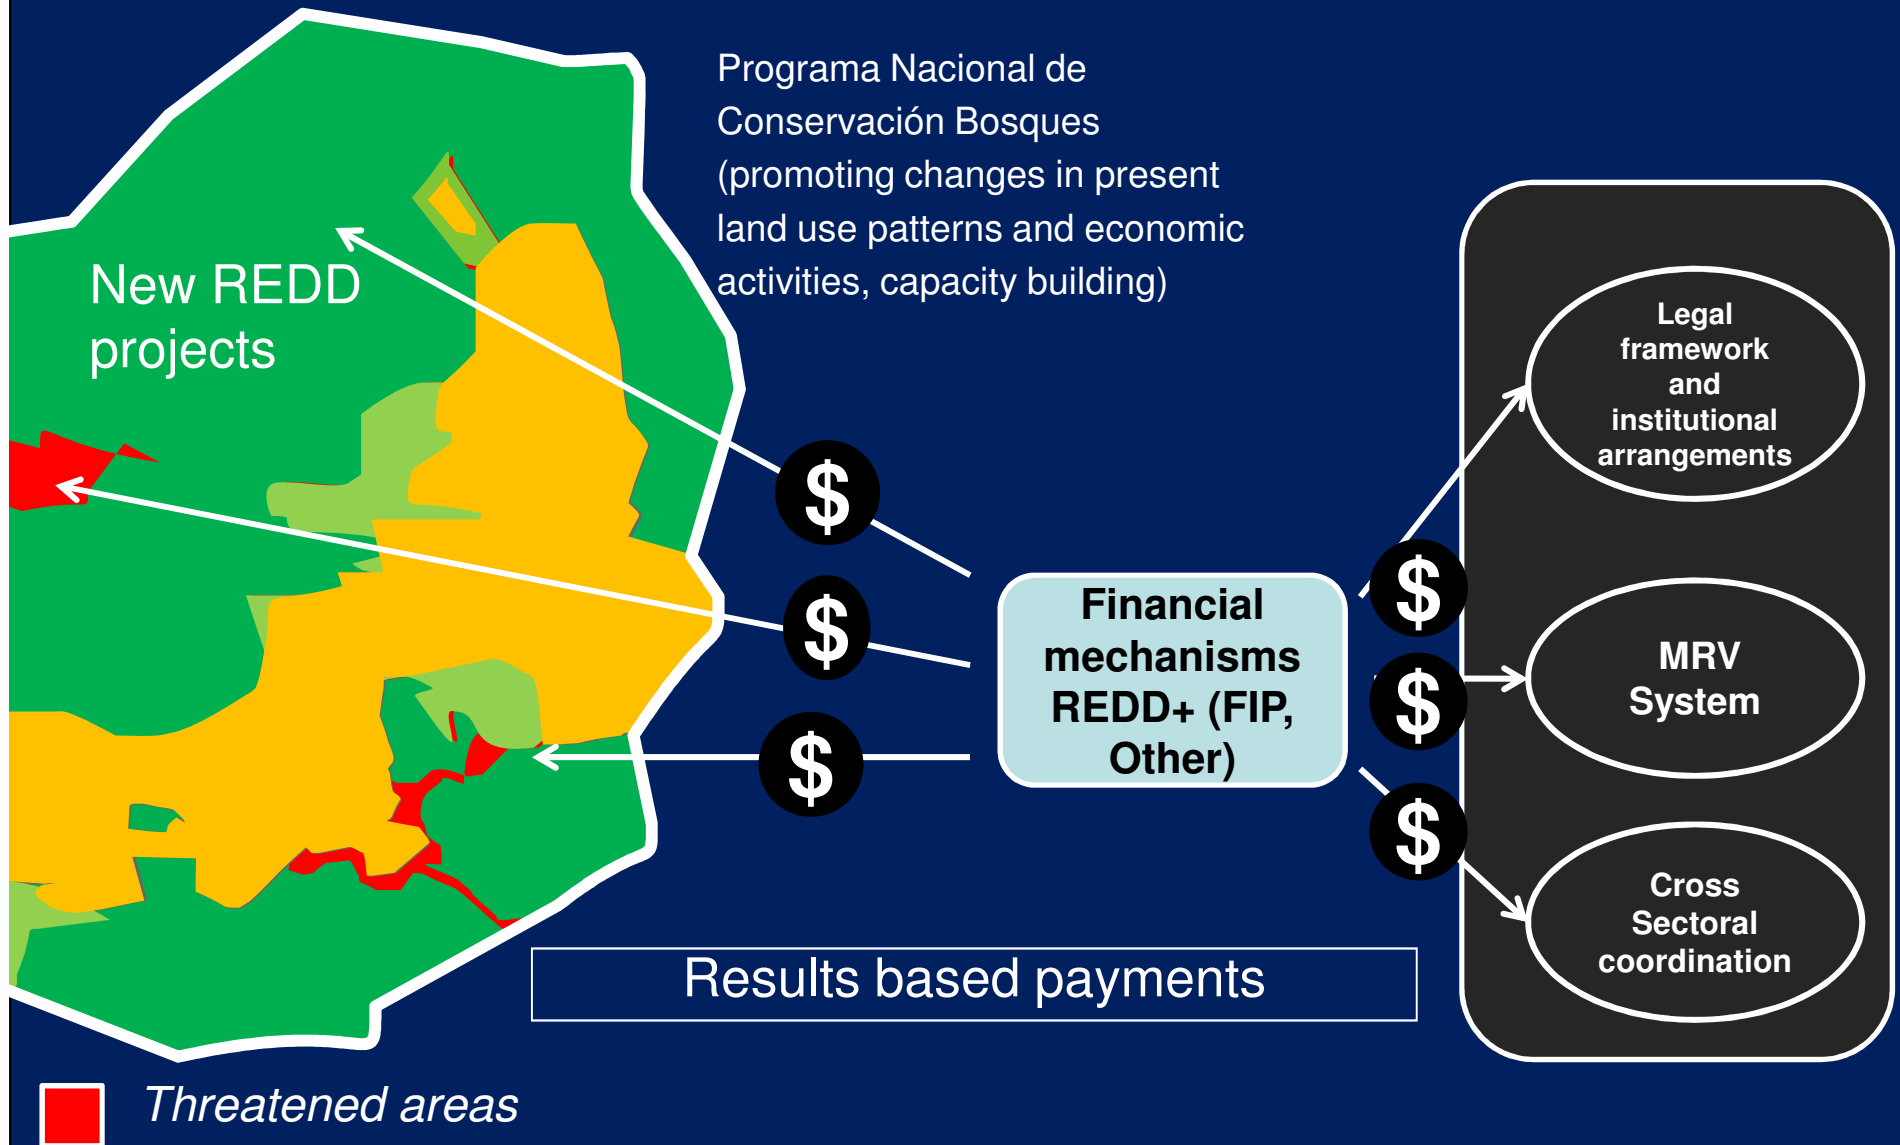 Programa Nacional de
Conservación Bosques
(promoting changes in present
land use patterns and economic
activities, capacity building)
New REDD
projects
$
$
$
Financial
mechanisms
REDD+ (FIP,
Other)
$
$
$
Legal
framework
and
institutional
arrangements
MRV
System
Cross
Sectoral
coordination
Results based payments
Threatened areas